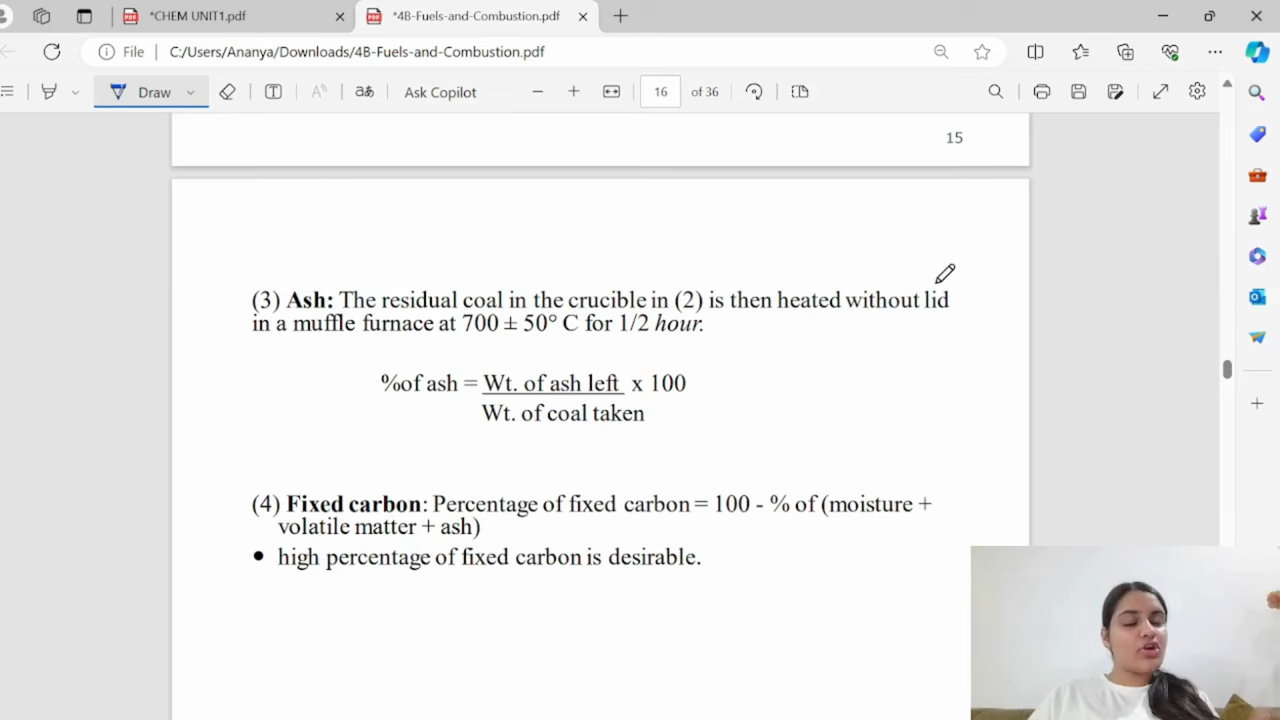 *CHEM UNIT1.pdf
*4B-Fuels-and-Combustion.pdf
File
C:/Users/Ananya/Downloads/4B-Fuels-and-Combustion.pdf
Draw
Ask Copilot
16
of 36
15
(3) Ash: The residual coal in the crucible in (2) is then heated without lid
in a muffle furnace at 700 ± 50° C for 1/2 hour.
%of ash = Wt. of ash left x 100
Wt. of coal taken
(4) Fixed carbon: Percentage of fixed carbon = 100 - % of (moisture +
volatile matter + ash)
• high percentage of fixed carbon is desirable.